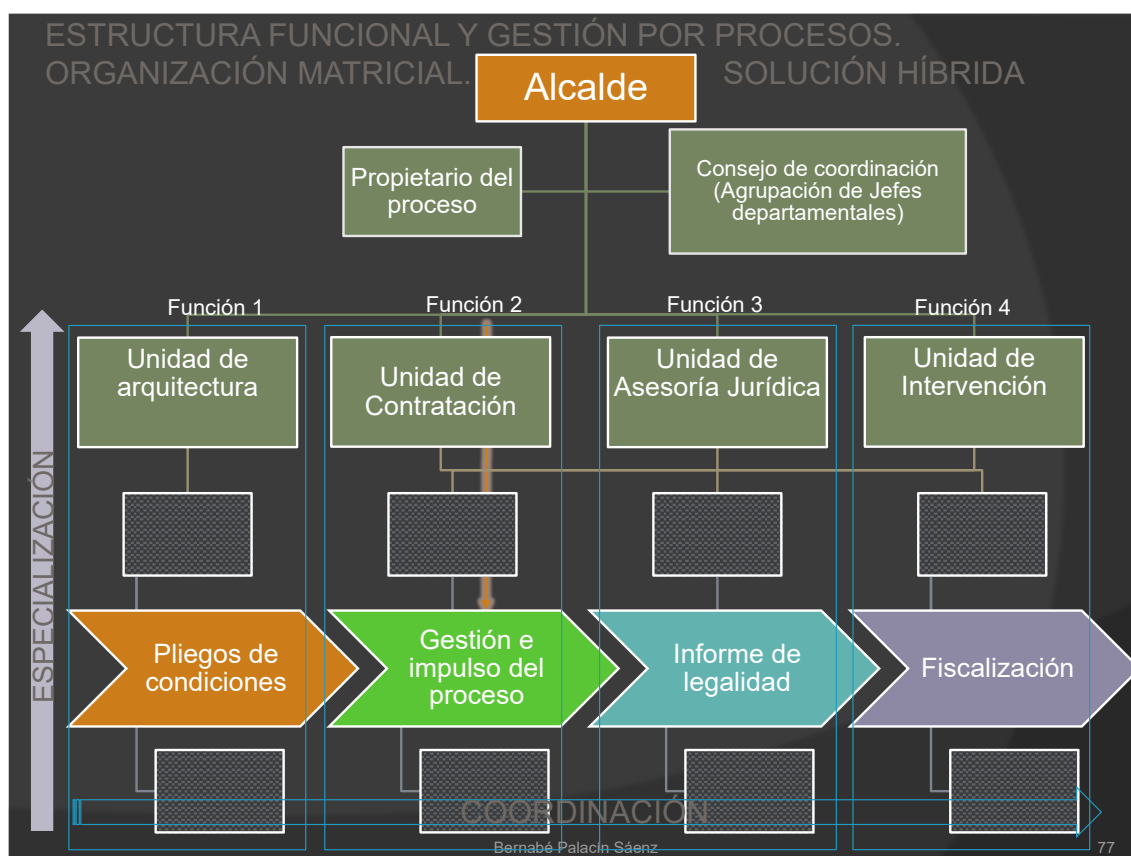 ESTRUCTURA FUNCIONAL Y GESTIÓN POR PROCESOS.
ORGANIZACIÓN MATRICIAL. SOLUCIÓN HÍBRIDA
Alcalde
Propietario del
proceso
Consejo de coordinación
(Agrupación de Jefes
departamentales)
Función 1
Función 2
Función 3
Función 4
Unidad de
arquitectura
Unidad de
Contratación
Unidad de
Asesoría Jurídica
Unidad de
Intervención
ESPECIALIZACIÓN
Pliegos de
condiciones
Gestión e
impulso del
proceso
Informe de
legalidad
Fiscalización
COORDINACIÓN
Bernabé Palacín Sáenz
77